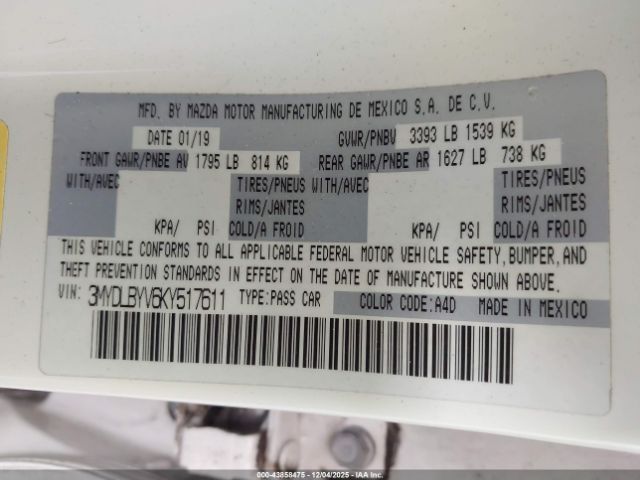 MFD. BY MAZDA MOTOR MANUFACTURING DE MEXICO S.A. DE C.V.
DATE 01/19 GVWR/PNBV 3393 LB 1539 KG
FRONT GAWR/PNBE AV 1795 LB 814 KG REAR GAWR/PNBE AR 1627 LB 738 KG
WITH/AVEC TIRES/PNEUS WITH/AVEC TIRES/PNEUS
RIMS/JANTES RIMS/JANTES
KPA/ PSI COLD/A FROID KPA/ PSI COLD/A FROID
THIS VEHICLE CONFORMS TO ALL APPLICABLE FEDERAL MOTOR VEHICLE SAFETY, BUMPER, AND
THEFT PREVENTION STANDARDS IN EFFECT ON THE DATE OF MANUFACTURE SHOWN ABOVE.
VIN: 3MYDLBYV6KY517611 TYPE:PASS CAR COLOR CODE:A4D MADE IN MEXICO
000-43858475 - 12/04/2025 - IAAI.COM